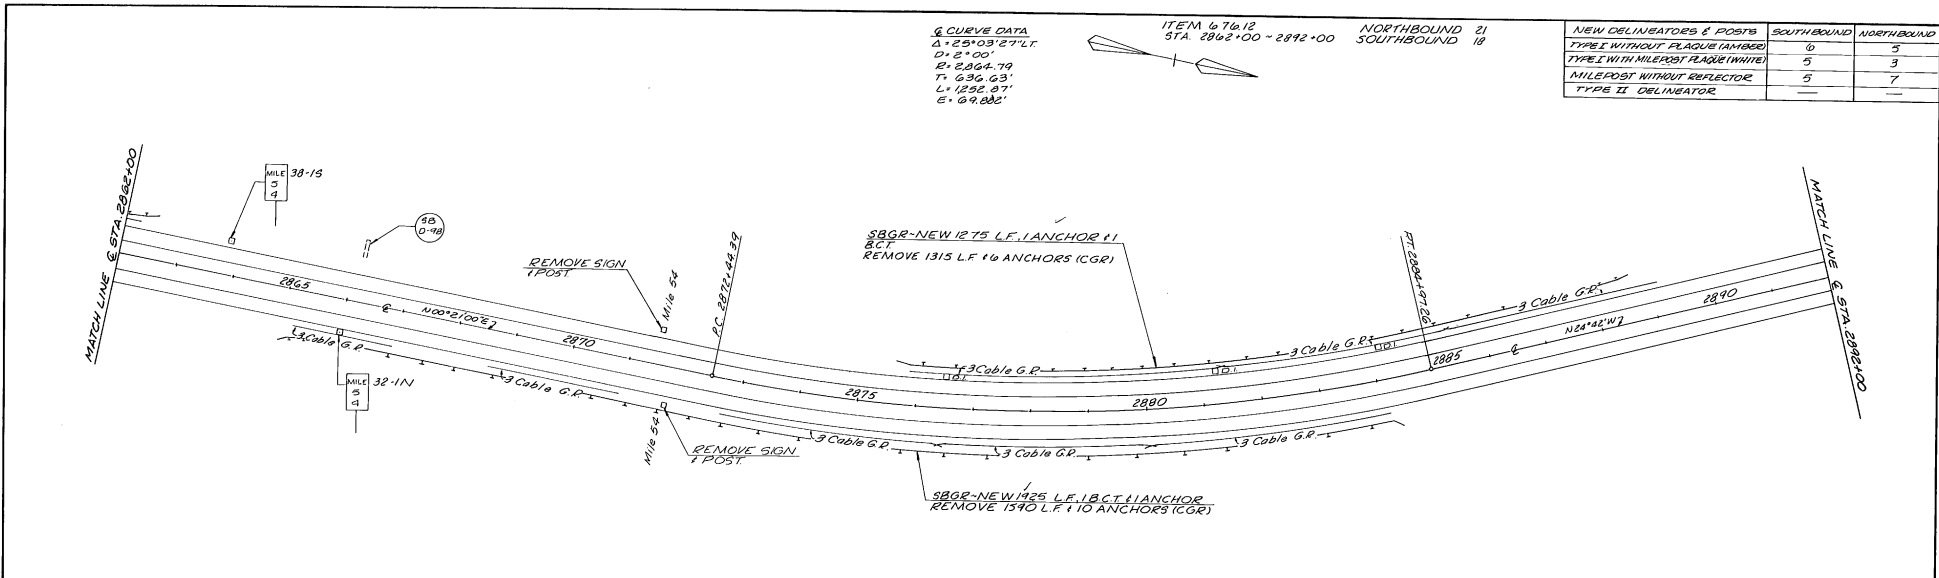 ℄ CURVE DATA
Δ=25°03'27"LT.
D=2°00'
R=2,864.79
T=636.63'
L=1,252.87'
E=69.882'
ITEM 676.12
STA. 2862+00 ~ 2892+00
NORTHBOUND 21
SOUTHBOUND 18
NEW DELINEATORS & POSTS SOUTHBOUND NORTHBOUND
TYPE I WITHOUT PLAQUE (AMBER) 6 5
TYPE I WITH MILEPOST PLAQUE (WHITE) 5 3
MILEPOST WITHOUT REFLECTOR 5 7
TYPE II DELINEATOR — —
MATCH LINE ℄ STA. 2862+00
MILE
5
4
38-1S
SB
D-98
REMOVE SIGN
& POST
Mile 54
P.C. 2872+44.39
SBGR~NEW 1275 L.F., 1 ANCHOR & 1
B.C.T.
REMOVE 1315 L.F. & 6 ANCHORS (CGR)
P.T. 2884+97.26
MATCH LINE ℄ STA. 2892+00
2865
℄
N00°21'00"E
2870
2875
2880
2885
℄
N24°42'W
2890
3 Cable G.R.
D.I.
D.I.
3 Cable G.R.
D.I.
3 Cable G.R.
3 Cable G.R.
MILE
5
4
32-1N
3 Cable G.R.
Mile 54
REMOVE SIGN
& POST
3 Cable G.R.
3 Cable G.R.
3 Cable G.R.
SBGR~NEW 1925 L.F., 1 B.C.T. & 1 ANCHOR
REMOVE 1590 L.F. & 10 ANCHORS (CGR)